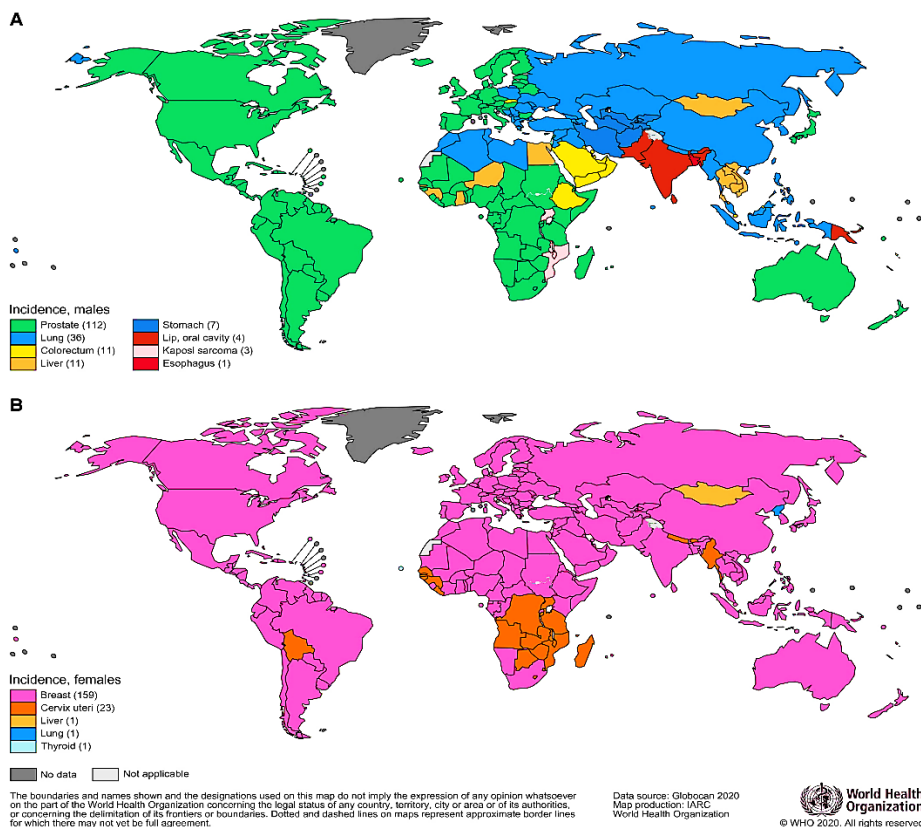 A
Incidence, males
Prostate (112)
Lung (36)
Colorectum (11)
Liver (11)
Stomach (7)
Lip, oral cavity (4)
Kaposi sarcoma (3)
Esophagus (1)
B
Incidence, females
Breast (159)
Cervix uteri (23)
Liver (1)
Lung (1)
Thyroid (1)
No data
Not applicable
The boundaries and names shown and the designations used on this map do not imply the expression of any opinion whatsoever
on the part of the World Health Organization concerning the legal status of any country, territory, city or area or of its authorities,
or concerning the delimitation of its frontiers or boundaries. Dotted and dashed lines on maps represent approximate border lines
for which there may not yet be full agreement.
Data source: Globocan 2020
Map production: IARC
World Health Organization
World Health
Organization
© WHO 2020. All rights reserved